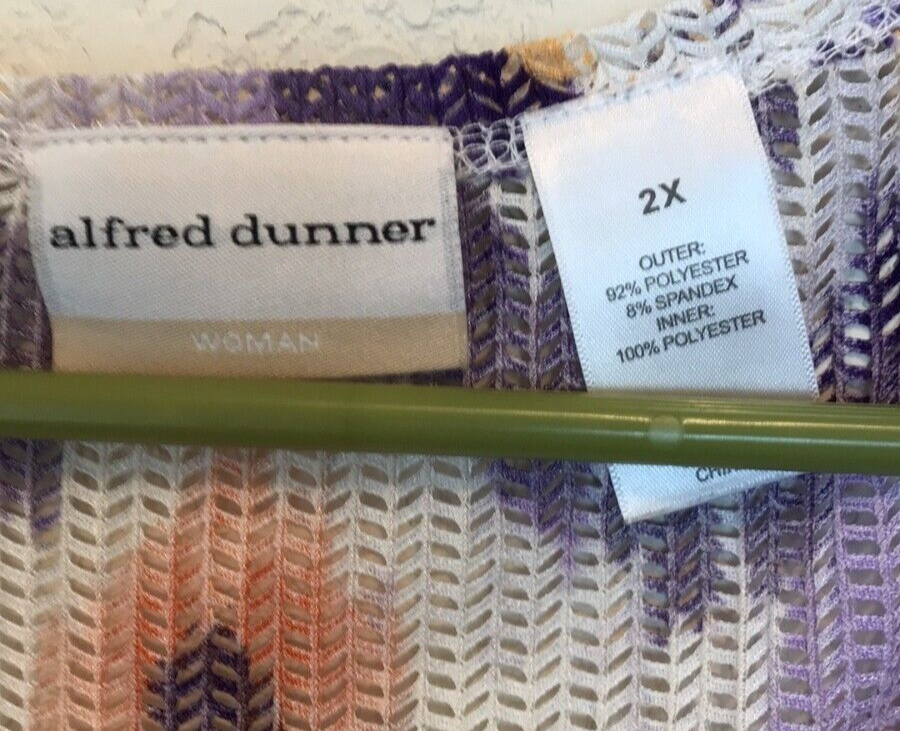 alfred dunner
WOMAN
2X
OUTER:
92% POLYESTER
8% SPANDEX
INNER:
100% POLYESTER